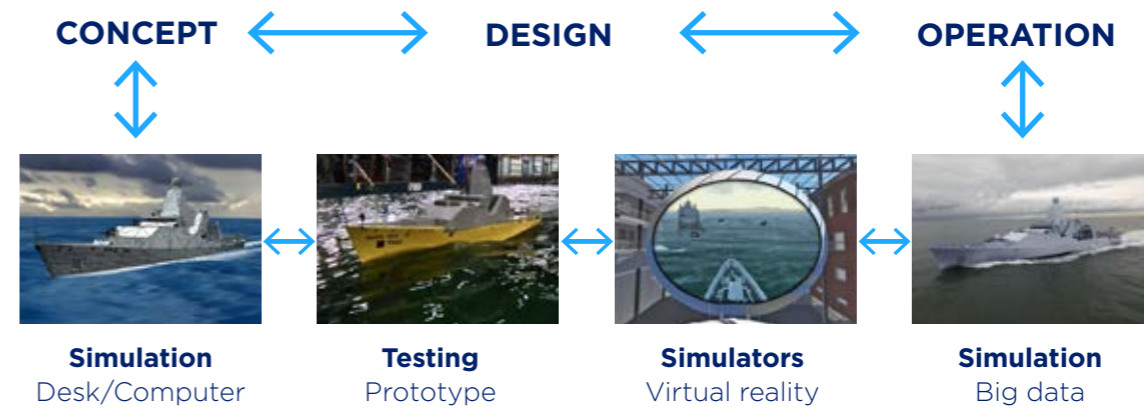 CONCEPT
DESIGN
OPERATION
Simulation
Desk/Computer
Testing
Prototype
Simulators
Virtual reality
Simulation
Big data